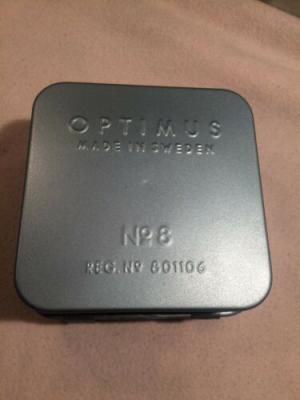 OPTIMUS
MADE IN SWEDEN
Nº 8
REG. Nº 801106